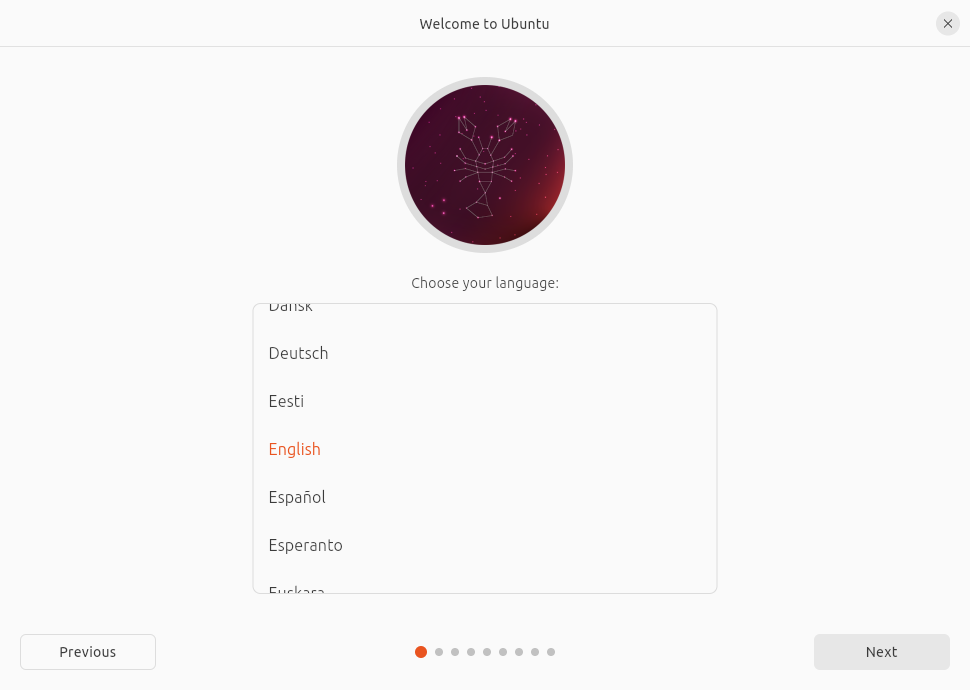 Welcome to Ubuntu
Choose your language:
Dansk
Deutsch
Eesti
English
Español
Esperanto
Euskara
Previous
Next